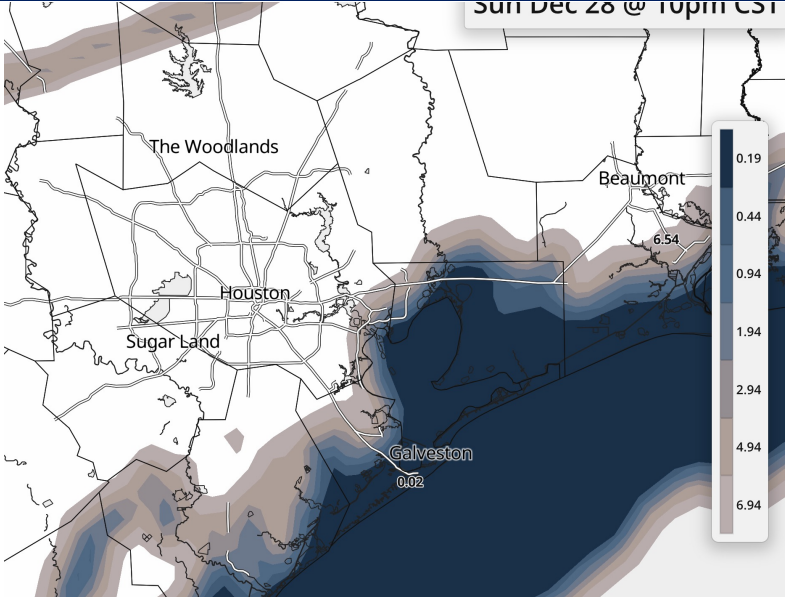 Sun Dec 28 @ 10pm CST
The Woodlands
0.19
Beaumont
0.44
6.54
0.94
Houston
1.94
Sugar Land
2.94
4.94
Galveston
0.02
6.94